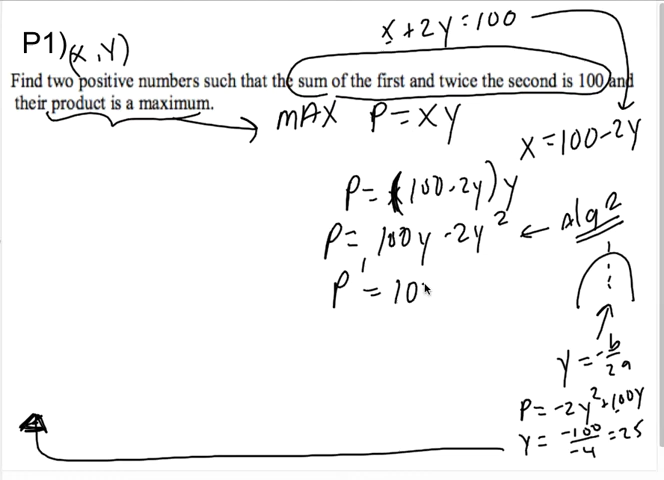 x+2y=100
P1)(x,y)
Find two positive numbers such that the sum of the first and twice the second is 100 and
their product is a maximum.
MAX P=xy
x=100-2y
P=(100-2y)y
P=100y-2y² ← Alg2
P'=10
y=-b/2a
P=-2y²+100y
y=-100/-4=25